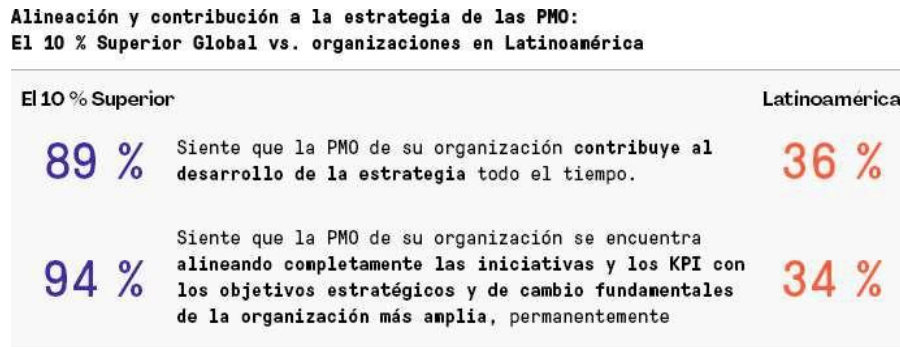 Alineación y contribución a la estrategia de las PMO:
El 10 % Superior Global vs. organizaciones en Latinoamérica
El 10 % Superior
Latinoamérica
89 %
Siente que la PMO de su organización contribuye al
desarrollo de la estrategia todo el tiempo.
36 %
94 %
Siente que la PMO de su organización se encuentra
alineando completamente las iniciativas y los KPI con
los objetivos estratégicos y de cambio fundamentales
de la organización más amplia, permanentemente
34 %